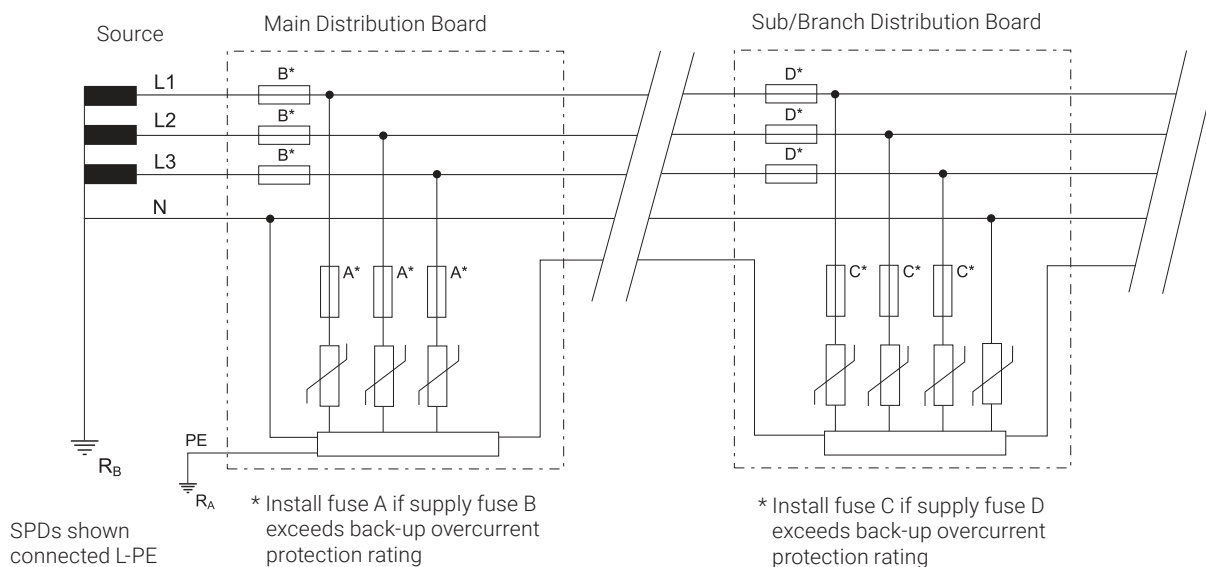 Source
Main Distribution Board
Sub/Branch Distribution Board
L1
B*
D*
L2
B*
D*
L3
B*
D*
N
A* A* A*
C* C* C*
PE
R_B
R_A
SPDs shown
connected L-PE
* Install fuse A if supply fuse B
exceeds back-up overcurrent
protection rating
* Install fuse C if supply fuse D
exceeds back-up overcurrent
protection rating